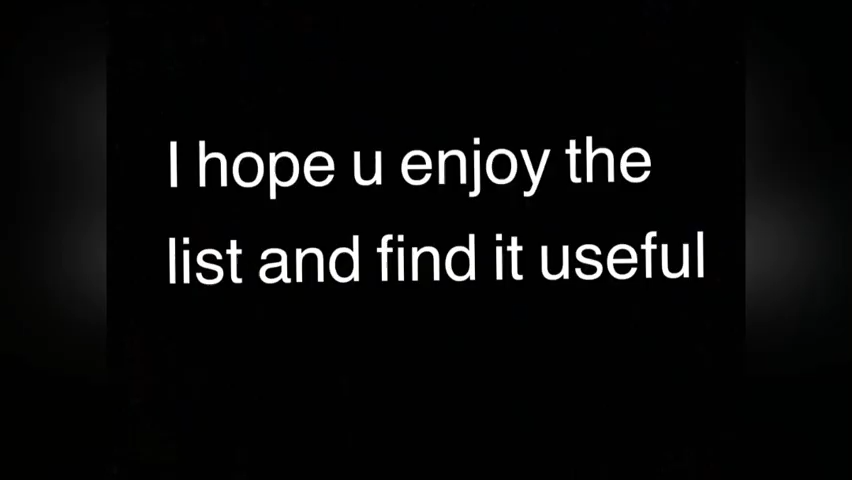 I hope u enjoy the
list and find it useful